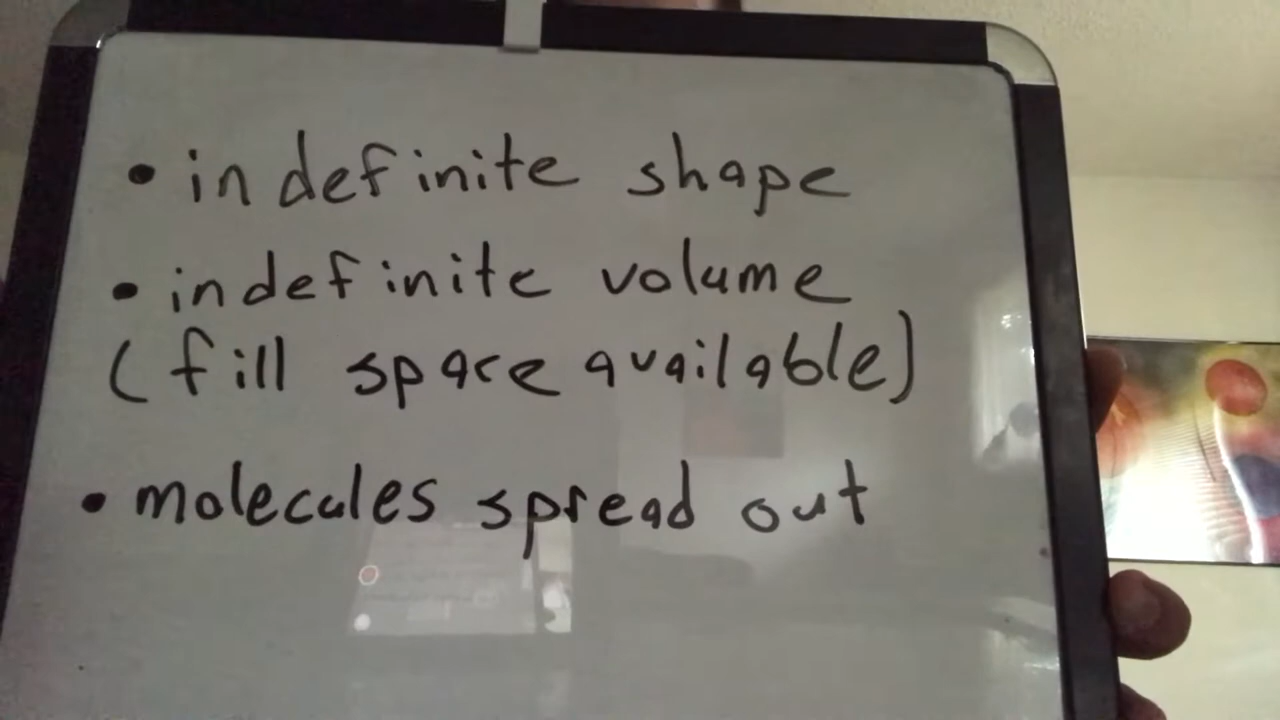 • indefinite shape
• indefinite volume
(fill space available)
• molecules spread out